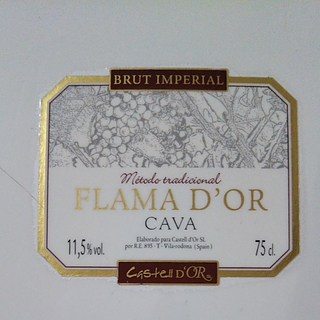 BRUT IMPERIAL
Método tradicional
FLAMA D'OR
CAVA
11,5% vol.
Elaborado para Castell d'Or SL
por R.E. 895 - T - Vila-rodona (Spain)
75 cl.
Castell D'OR